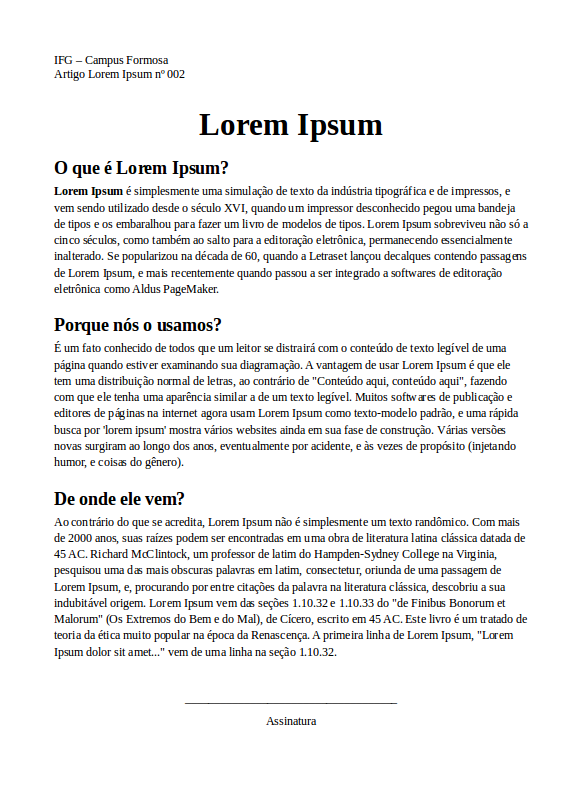 IFG – Campus Formosa
Artigo Lorem Ipsum nº 002
Lorem Ipsum
O que é Lorem Ipsum?
Lorem Ipsum é simplesmente uma simulação de texto da indústria tipográfica e de impressos, e
vem sendo utilizado desde o século XVI, quando um impressor desconhecido pegou uma bandeja
de tipos e os embaralhou para fazer um livro de modelos de tipos. Lorem Ipsum sobreviveu não só a
cinco séculos, como também ao salto para a editoração eletrônica, permanecendo essencialmente
inalterado. Se popularizou na década de 60, quando a Letraset lançou decalques contendo passagens
de Lorem Ipsum, e mais recentemente quando passou a ser integrado a softwares de editoração
eletrônica como Aldus PageMaker.
Porque nós o usamos?
É um fato conhecido de todos que um leitor se distrairá com o conteúdo de texto legível de uma
página quando estiver examinando sua diagramação. A vantagem de usar Lorem Ipsum é que ele
tem uma distribuição normal de letras, ao contrário de "Conteúdo aqui, conteúdo aqui", fazendo
com que ele tenha uma aparência similar a de um texto legível. Muitos softwares de publicação e
editores de páginas na internet agora usam Lorem Ipsum como texto-modelo padrão, e uma rápida
busca por 'lorem ipsum' mostra vários websites ainda em sua fase de construção. Várias versões
novas surgiram ao longo dos anos, eventualmente por acidente, e às vezes de propósito (injetando
humor, e coisas do gênero).
De onde ele vem?
Ao contrário do que se acredita, Lorem Ipsum não é simplesmente um texto randômico. Com mais
de 2000 anos, suas raízes podem ser encontradas em uma obra de literatura latina clássica datada de
45 AC. Richard McClintock, um professor de latim do Hampden-Sydney College na Virginia,
pesquisou uma das mais obscuras palavras em latim, consectetur, oriunda de uma passagem de
Lorem Ipsum, e, procurando por entre citações da palavra na literatura clássica, descobriu a sua
indubitável origem. Lorem Ipsum vem das seções 1.10.32 e 1.10.33 do "de Finibus Bonorum et
Malorum" (Os Extremos do Bem e do Mal), de Cícero, escrito em 45 AC. Este livro é um tratado de
teoria da ética muito popular na época da Renascença. A primeira linha de Lorem Ipsum, "Lorem
Ipsum dolor sit amet..." vem de uma linha na seção 1.10.32.
Assinatura